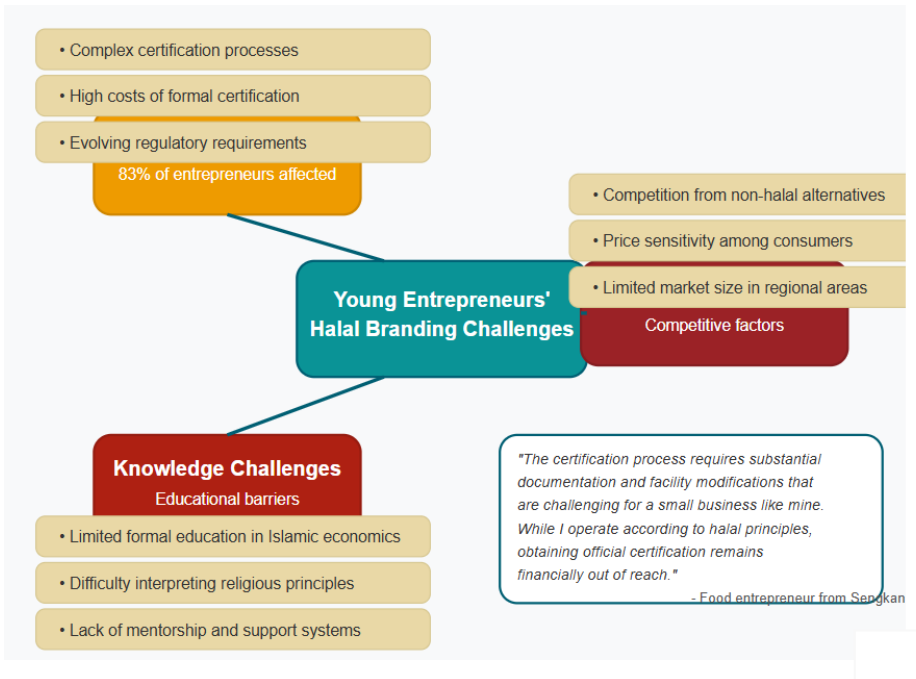 • Complex certification processes
• High costs of formal certification
• Evolving regulatory requirements
83% of entrepreneurs affected
• Competition from non-halal alternatives
• Price sensitivity among consumers
• Limited market size in regional areas
Competitive factors
Young Entrepreneurs'
Halal Branding Challenges
Knowledge Challenges
Educational barriers
• Limited formal education in Islamic economics
• Difficulty interpreting religious principles
• Lack of mentorship and support systems
"The certification process requires substantial
documentation and facility modifications that
are challenging for a small business like mine.
While I operate according to halal principles,
obtaining official certification remains
financially out of reach."
- Food entrepreneur from Sengkan